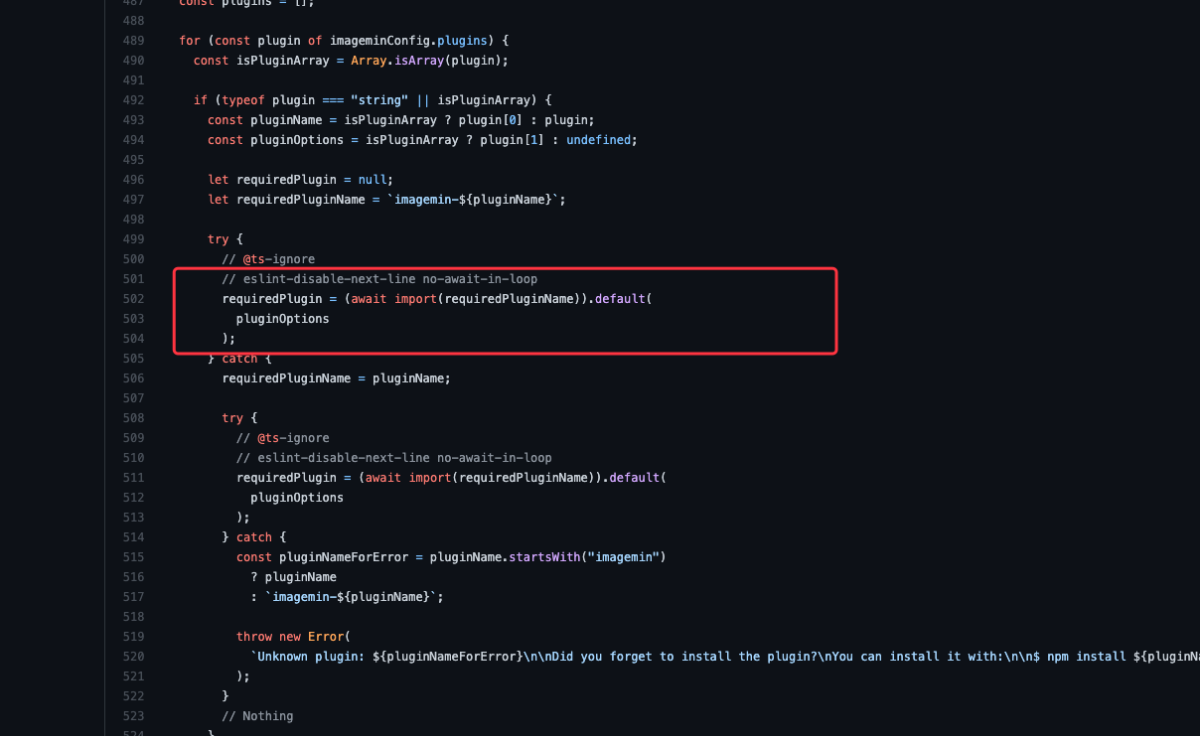 487 const plugins = [];
488
489 for (const plugin of imageminConfig.plugins) {
490 const isPluginArray = Array.isArray(plugin);
491
492 if (typeof plugin === "string" || isPluginArray) {
493 const pluginName = isPluginArray ? plugin[0] : plugin;
494 const pluginOptions = isPluginArray ? plugin[1] : undefined;
495
496 let requiredPlugin = null;
497 let requiredPluginName = `imagemin-${pluginName}`;
498
499 try {
500 // @ts-ignore
501 // eslint-disable-next-line no-await-in-loop
502 requiredPlugin = (await import(requiredPluginName)).default(
503 pluginOptions
504 );
505 } catch {
506 requiredPluginName = pluginName;
507
508 try {
509 // @ts-ignore
510 // eslint-disable-next-line no-await-in-loop
511 requiredPlugin = (await import(requiredPluginName)).default(
512 pluginOptions
513 );
514 } catch {
515 const pluginNameForError = pluginName.startsWith("imagemin")
516 ? pluginName
517 : `imagemin-${pluginName}`;
518
519 throw new Error(
520 `Unknown plugin: ${pluginNameForError}\n\nDid you forget to install the plugin?\nYou can install it with:\n\n$ npm install ${pluginNa
521 );
522 }
523 // Nothing
524 }